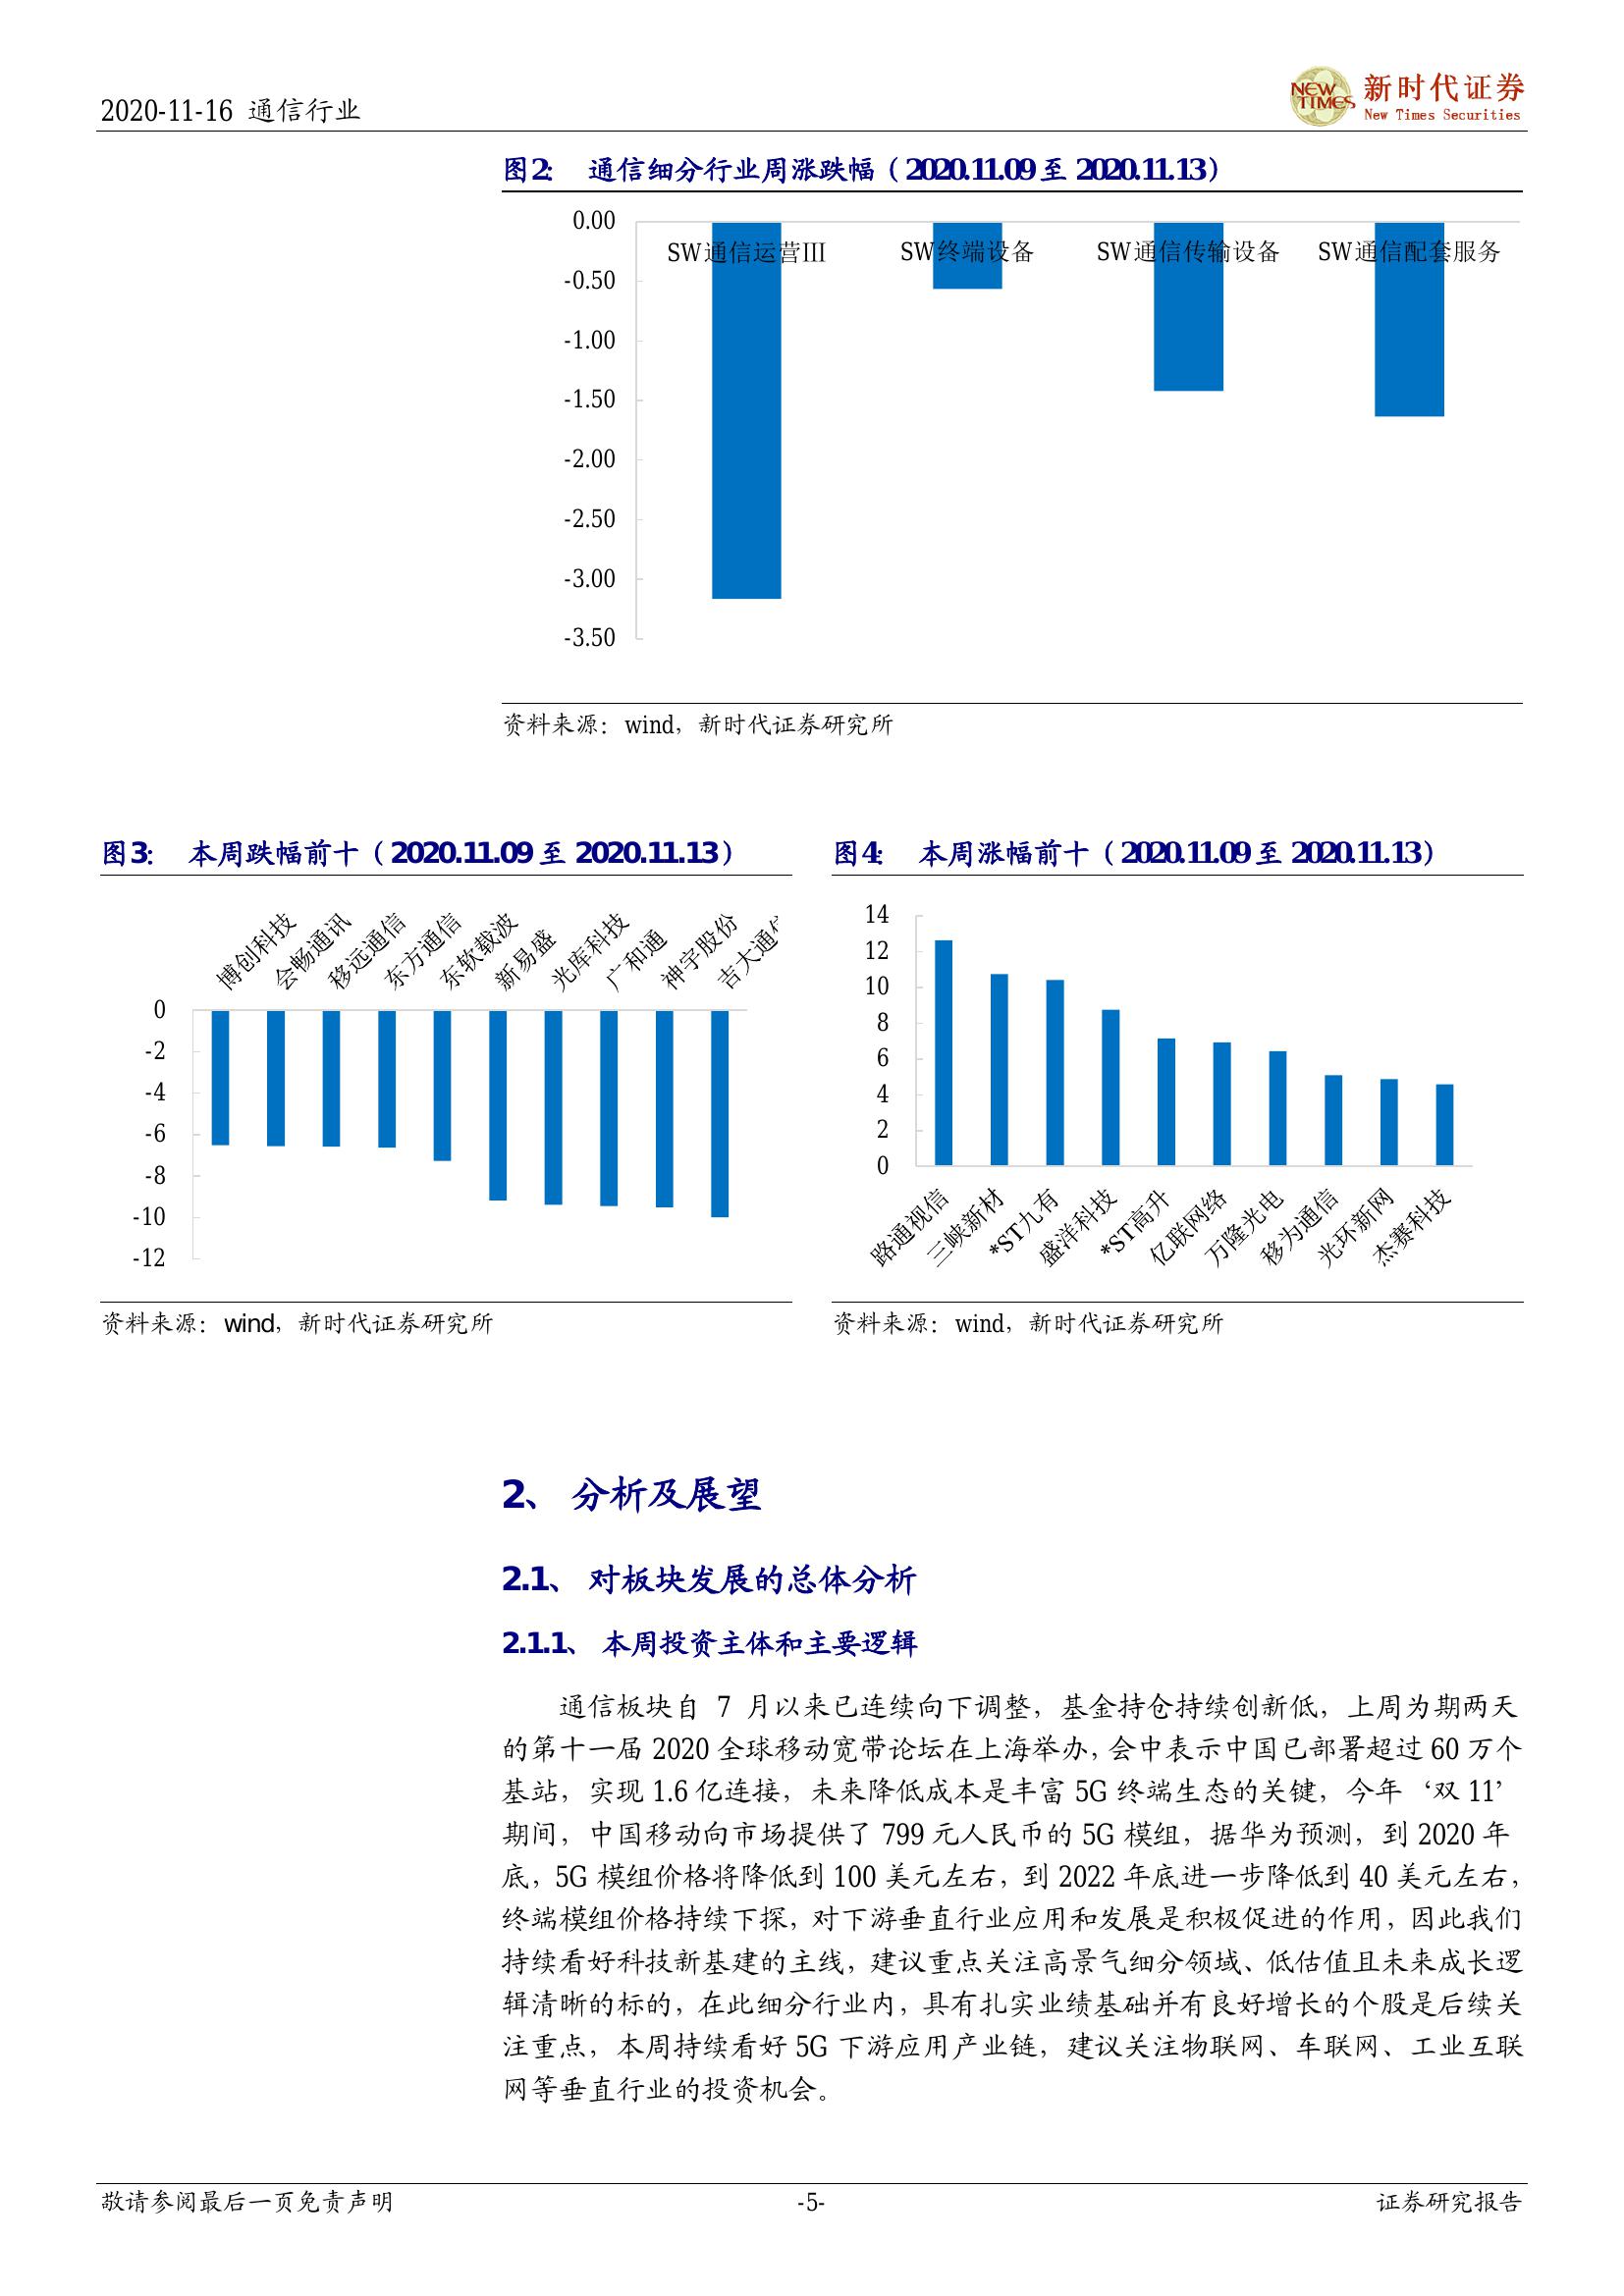 2020-11-16 通信行业
NEW TIMES
新时代证券
New Times Securities
图2: 通信细分行业周涨跌幅（2020.11.09 至 2020.11.13）
0.00
-0.50
-1.00
-1.50
-2.00
-2.50
-3.00
-3.50
SW通信运营III SW终端设备 SW通信传输设备 SW通信配套服务
资料来源：wind，新时代证券研究所
图3: 本周跌幅前十（2020.11.09 至 2020.11.13）
博创科技 会畅通讯 移远通信 东方通信 东软载波 新易盛 光库科技 广和通 神宇股份 吉大通
0
-2
-4
-6
-8
-10
-12
资料来源：wind，新时代证券研究所
图4: 本周涨幅前十（2020.11.09 至 2020.11.13）
14
12
10
8
6
4
2
0
路通视信 三峡新材 *ST九有 盛洋科技 *ST高升 亿联网络 万隆光电 移为通信 光环新网 杰赛科技
资料来源：wind，新时代证券研究所
2、 分析及展望
2.1、 对板块发展的总体分析
2.1.1、 本周投资主体和主要逻辑
通信板块自 7 月以来已连续向下调整，基金持仓持续创新低，上周为期两天
的第十一届 2020 全球移动宽带论坛在上海举办，会中表示中国已部署超过 60 万个
基站，实现 1.6 亿连接，未来降低成本是丰富 5G 终端生态的关键，今年‘双 11’
期间，中国移动向市场提供了 799 元人民币的 5G 模组，据华为预测，到 2020 年
底，5G 模组价格将降低到 100 美元左右，到 2022 年底进一步降低到 40 美元左右，
终端模组价格持续下探，对下游垂直行业应用和发展是积极促进的作用，因此我们
持续看好科技新基建的主线，建议重点关注高景气细分领域、低估值且未来成长逻
辑清晰的标的，在此细分行业内，具有扎实业绩基础并有良好增长的个股是后续关
注重点，本周持续看好 5G 下游应用产业链，建议关注物联网、车联网、工业互联
网等垂直行业的投资机会。
敬请参阅最后一页免责声明 -5- 证券研究报告